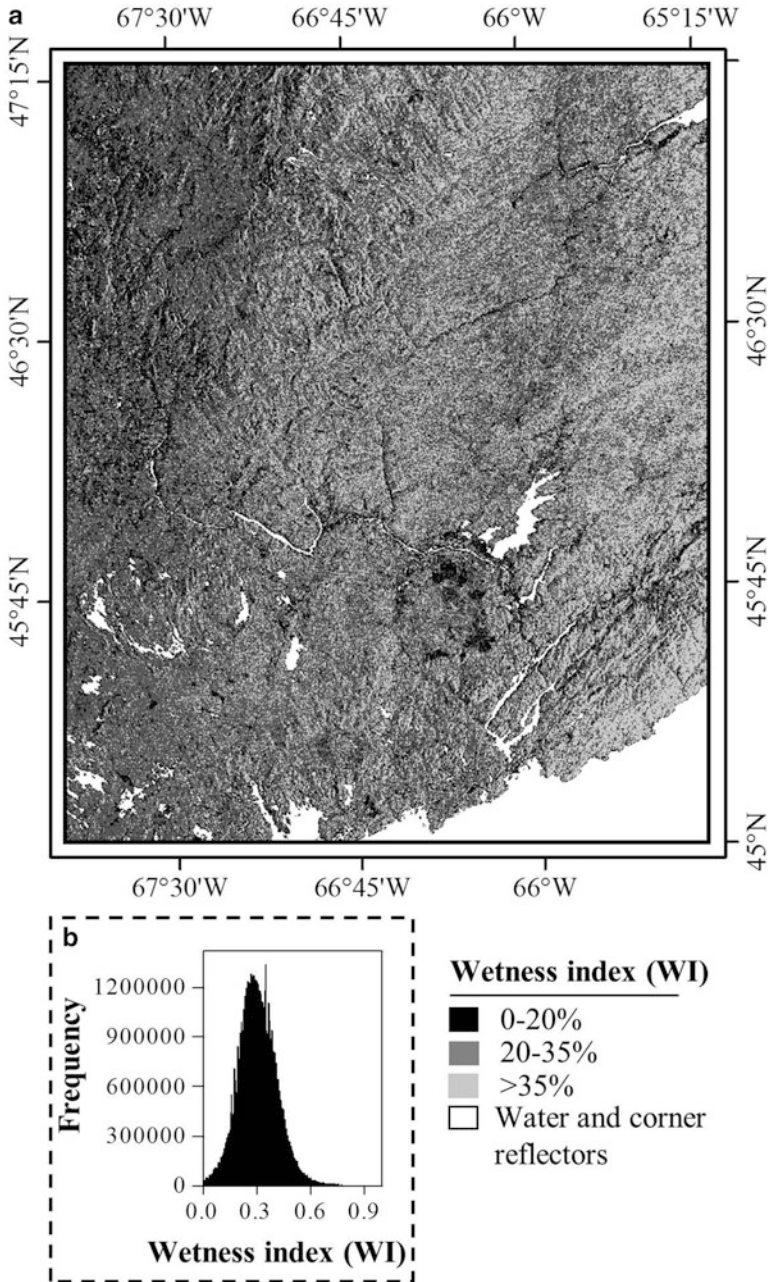 a
67°30'W 66°45'W 66°W 65°15'W
47°15'N
46°30'N
45°45'N
46°30'N
45°45'N
45°N
67°30'W 66°45'W 66°W
b
Frequency
1200000
900000
600000
300000
0
0.0 0.3 0.6 0.9
Wetness index (WI)
Wetness index (WI)
0-20%
20-35%
>35%
Water and corner
reflectors